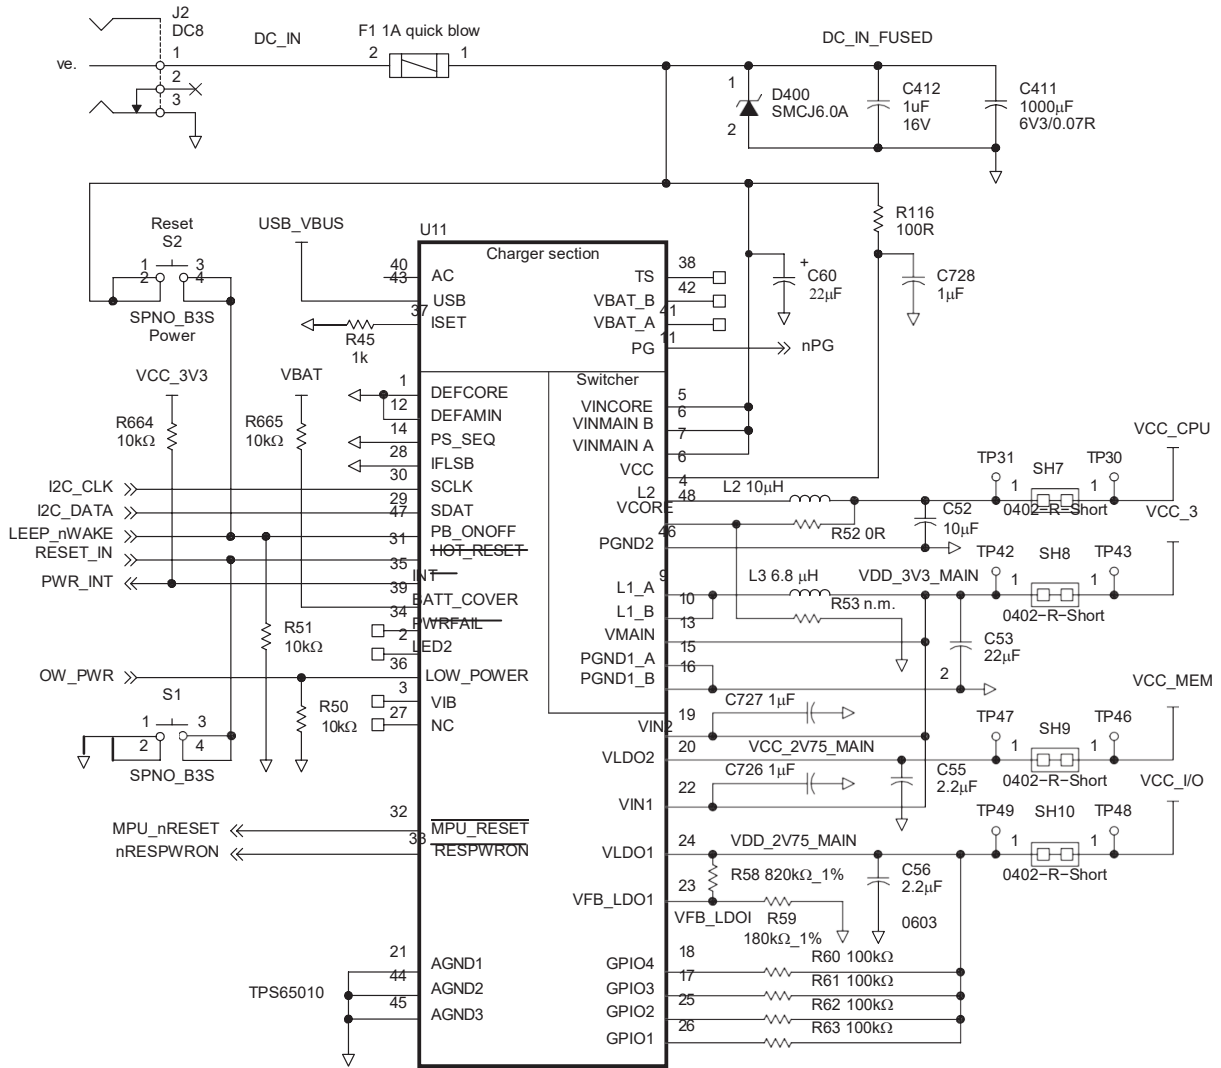 J2
DC8
1
2
3
ve.
DC_IN
F1 1A quick blow
2
1
DC_IN_FUSED
1
2
D400
SMCJ6.0A
C412
1uF
16V
C411
1000µF
6V3/0.07R
Reset
S2
1
2
3
4
SPNO_B3S
Power
USB_VBUS
U11
Charger section
R116
100R
+
C60
22µF
C728
1µF
40
43
AC
USB
37
ISET
R45
1k
TS
38
VBAT_B
42
VBAT_A
41
PG
11
nPG
VCC_3V3
VBAT
R664
10kΩ
R665
10kΩ
Switcher
1
DEFCORE
12
DEFAMIN
14
PS_SEQ
28
IFLSB
30
SCLK
29
SDAT
47
PB_ONOFF
31
HOT_RESET
35
INT
39
BATT_COVER
34
PWRFAIL
2
LED2
36
LOW_POWER
3
VIB
27
NC
I2C_CLK
I2C_DATA
LEEP_nWAKE
RESET_IN
PWR_INT
OW_PWR
R51
10kΩ
R50
10kΩ
S1
1
2
3
4
SPNO_B3S
MPU_nRESET
nRESPWRON
32
MPU_RESET
33
RESPWRON
21
AGND1
44
AGND2
45
AGND3
TPS65010
VINCORE
5
VINMAIN B
6
VINMAIN A
7
VCC
6
L2
4
VCORE
48
PGND2
46
L1_A
9
L1_B
10
VMAIN
13
PGND1_A
15
PGND1_B
16
VIN2
19
VLDO2
20
VIN1
22
VLDO1
24
VFB_LDO1
23
GPIO4
18
GPIO3
17
GPIO2
25
GPIO1
26
L2 10µH
R52 0R
C52
10µF
TP31
SH7
TP30
1
1
0402-R-Short
VCC_CPU
VCC_3
L3 6.8 µH
VDD_3V3_MAIN
R53 n.m.
C53
22µF
2
TP42
SH8
TP43
1
1
0402-R-Short
C727 1µF
VCC_2V75_MAIN
C726 1µF
C55
2.2µF
TP47
SH9
TP46
1
1
0402-R-Short
VCC_MEM
VCC_I/O
VDD_2V75_MAIN
R58 820kΩ_1%
VFB_LDOI
R59
180kΩ_1%
C56
2.2µF
0603
TP49
SH10
TP48
1
1
0402-R-Short
R60 100kΩ
R61 100kΩ
R62 100kΩ
R63 100kΩ